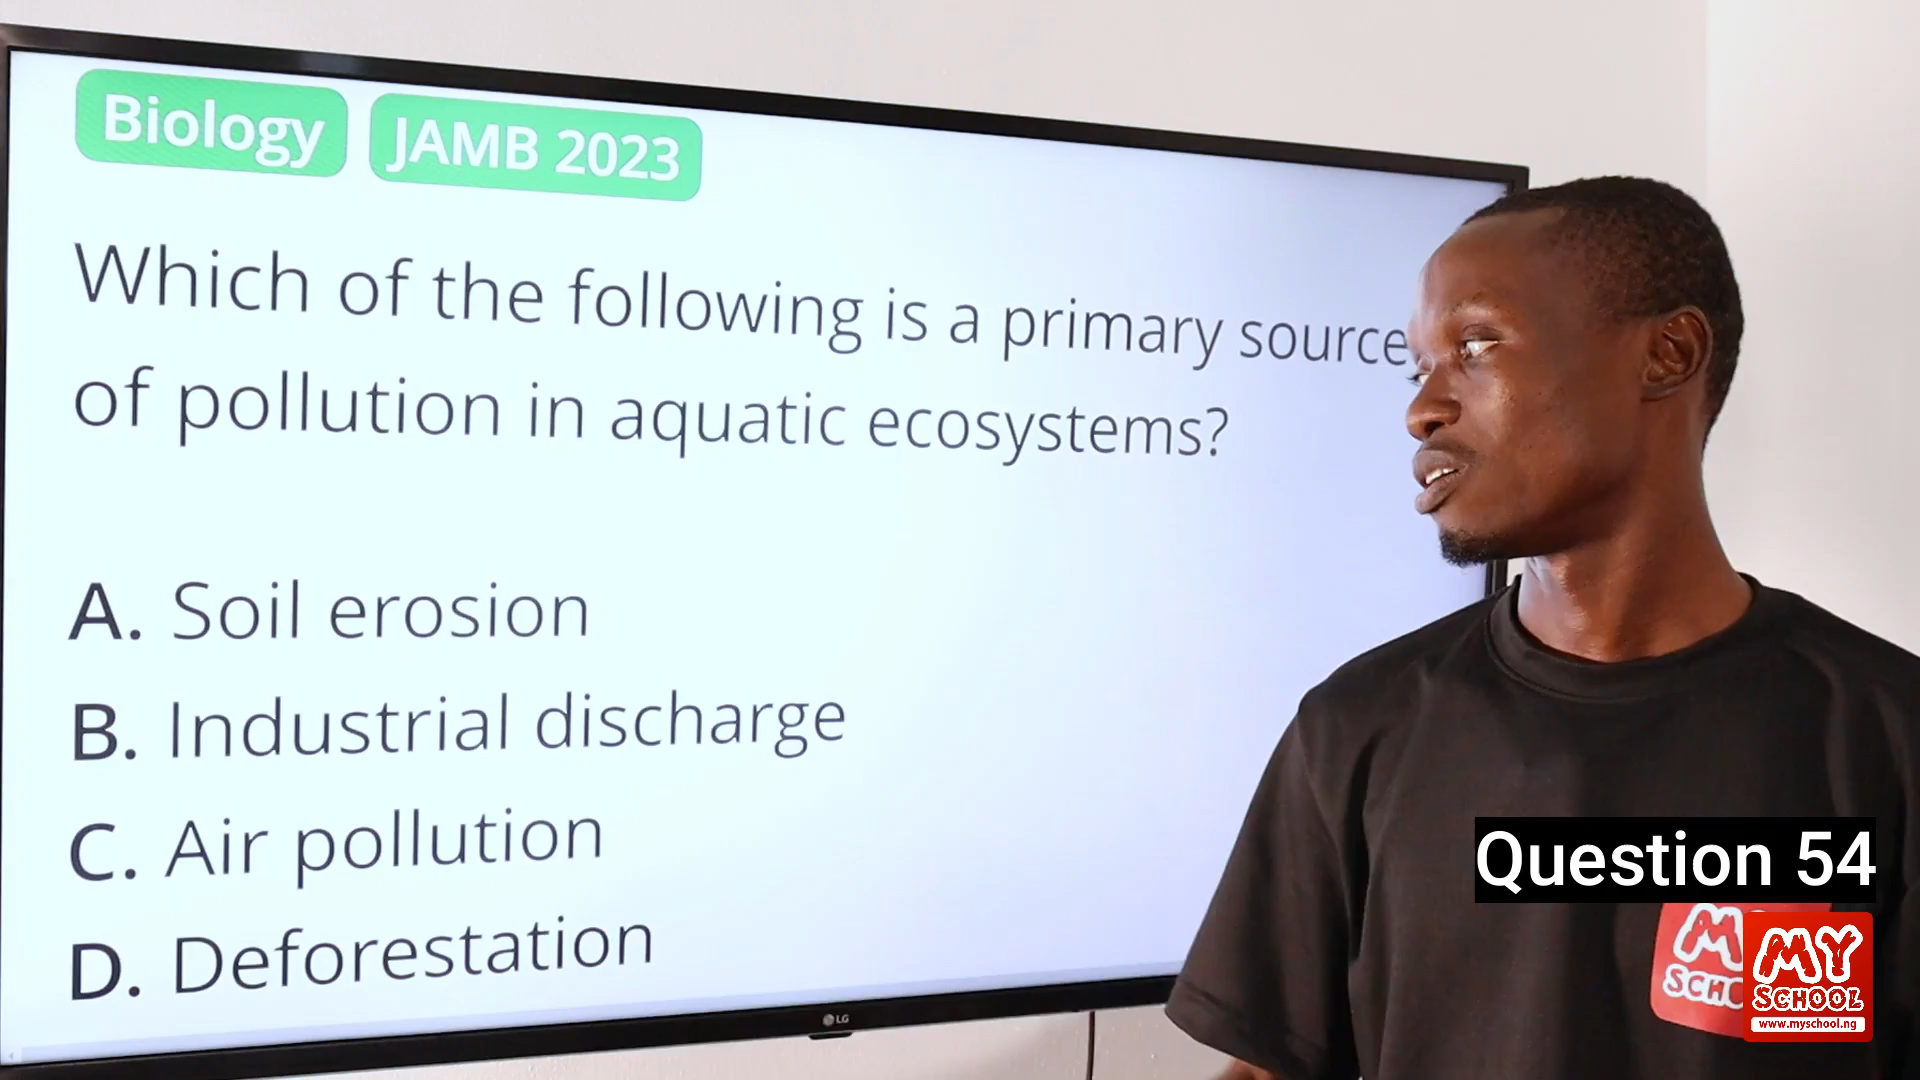 Biology JAMB 2023
Which of the following is a primary source
of pollution in aquatic ecosystems?
A. Soil erosion
B. Industrial discharge
C. Air pollution
D. Deforestation
LG
Question 54
MY
SCHOOL
www.myschool.ng